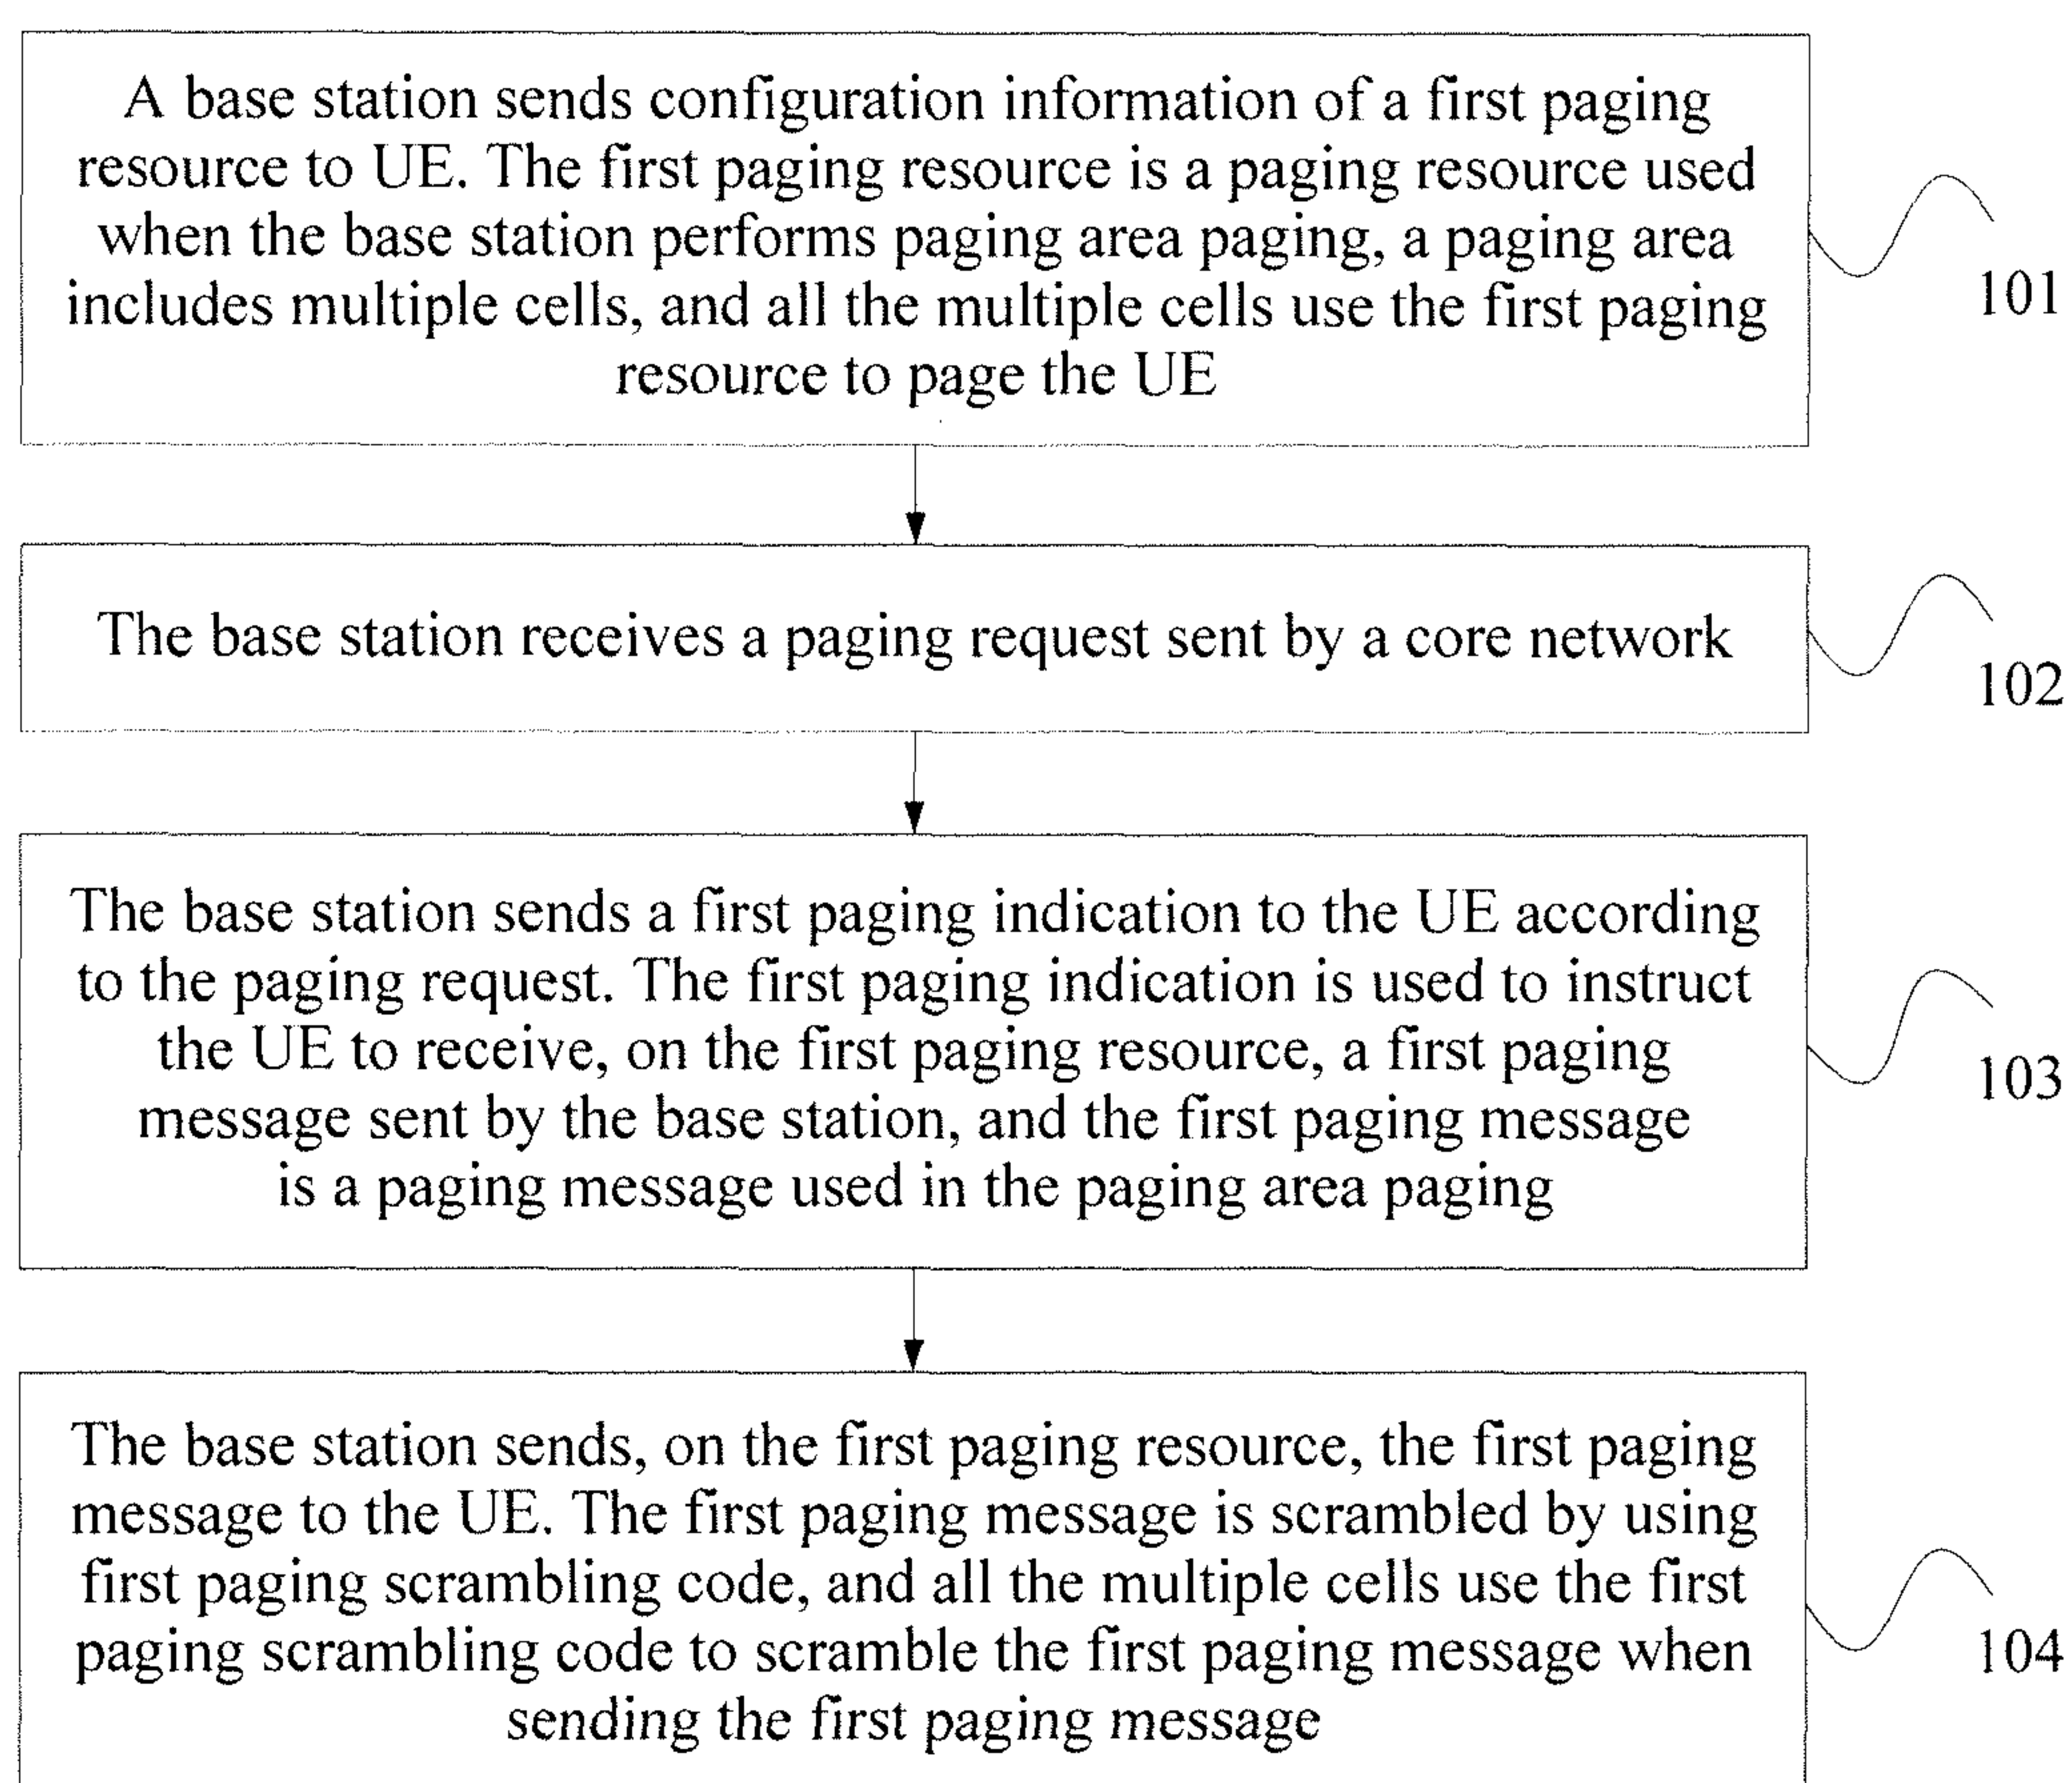 A base station sends configuration information of a first paging
resource to UE. The first paging resource is a paging resource used
when the base station performs paging area paging, a paging area
includes multiple cells, and all the multiple cells use the first paging
resource to page the UE
101
The base station receives a paging request sent by a core network
102
The base station sends a first paging indication to the UE according
to the paging request. The first paging indication is used to instruct
the UE to receive, on the first paging resource, a first paging
message sent by the base station, and the first paging message
is a paging message used in the paging area paging
103
The base station sends, on the first paging resource, the first paging
message to the UE. The first paging message is scrambled by using
first paging scrambling code, and all the multiple cells use the first
paging scrambling code to scramble the first paging message when
sending the first paging message
104